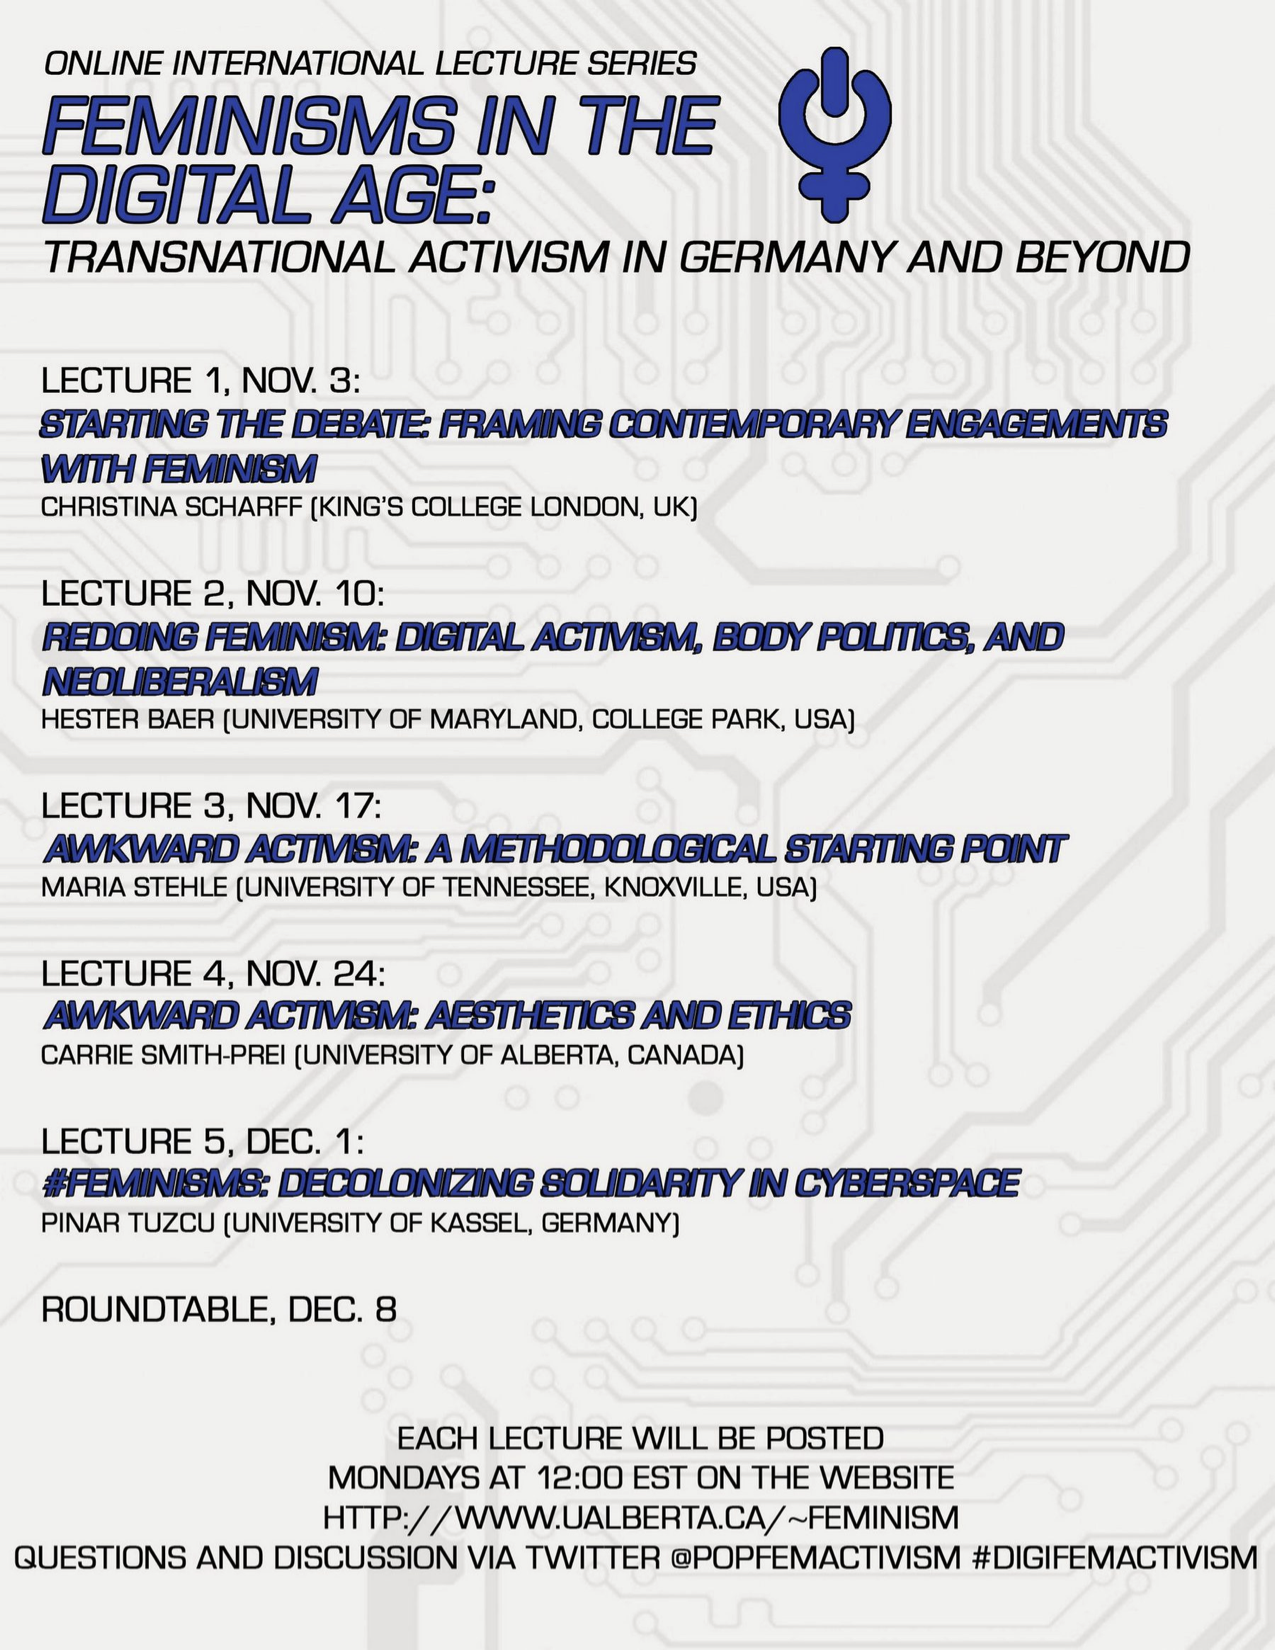 ONLINE INTERNATIONAL LECTURE SERIES
FEMINISMS IN THE
DIGITAL AGE:
TRANSNATIONAL ACTIVISM IN GERMANY AND BEYOND
LECTURE 1, NOV. 3:
STARTING THE DEBATE: FRAMING CONTEMPORARY ENGAGEMENTS
WITH FEMINISM
CHRISTINA SCHARFF (KING'S COLLEGE LONDON, UK)
LECTURE 2, NOV. 10:
REDOING FEMINISM: DIGITAL ACTIVISM, BODY POLITICS, AND
NEOLIBERALISM
HESTER BAER (UNIVERSITY OF MARYLAND, COLLEGE PARK, USA)
LECTURE 3, NOV. 17:
AWKWARD ACTIVISM: A METHODOLOGICAL STARTING POINT
MARIA STEHLE (UNIVERSITY OF TENNESSEE, KNOXVILLE, USA)
LECTURE 4, NOV. 24:
AWKWARD ACTIVISM: AESTHETICS AND ETHICS
CARRIE SMITH-PREI (UNIVERSITY OF ALBERTA, CANADA)
LECTURE 5, DEC. 1:
#FEMINISMS: DECOLONIZING SOLIDARITY IN CYBERSPACE
PINAR TUZCU (UNIVERSITY OF KASSEL, GERMANY)
ROUNDTABLE, DEC. 8
EACH LECTURE WILL BE POSTED
MONDAYS AT 12:00 EST ON THE WEBSITE
HTTP://WWW.UALBERTA.CA/~FEMINISM
QUESTIONS AND DISCUSSION VIA TWITTER @POPFEMACTIVISM #DIGIFEMACTIVISM